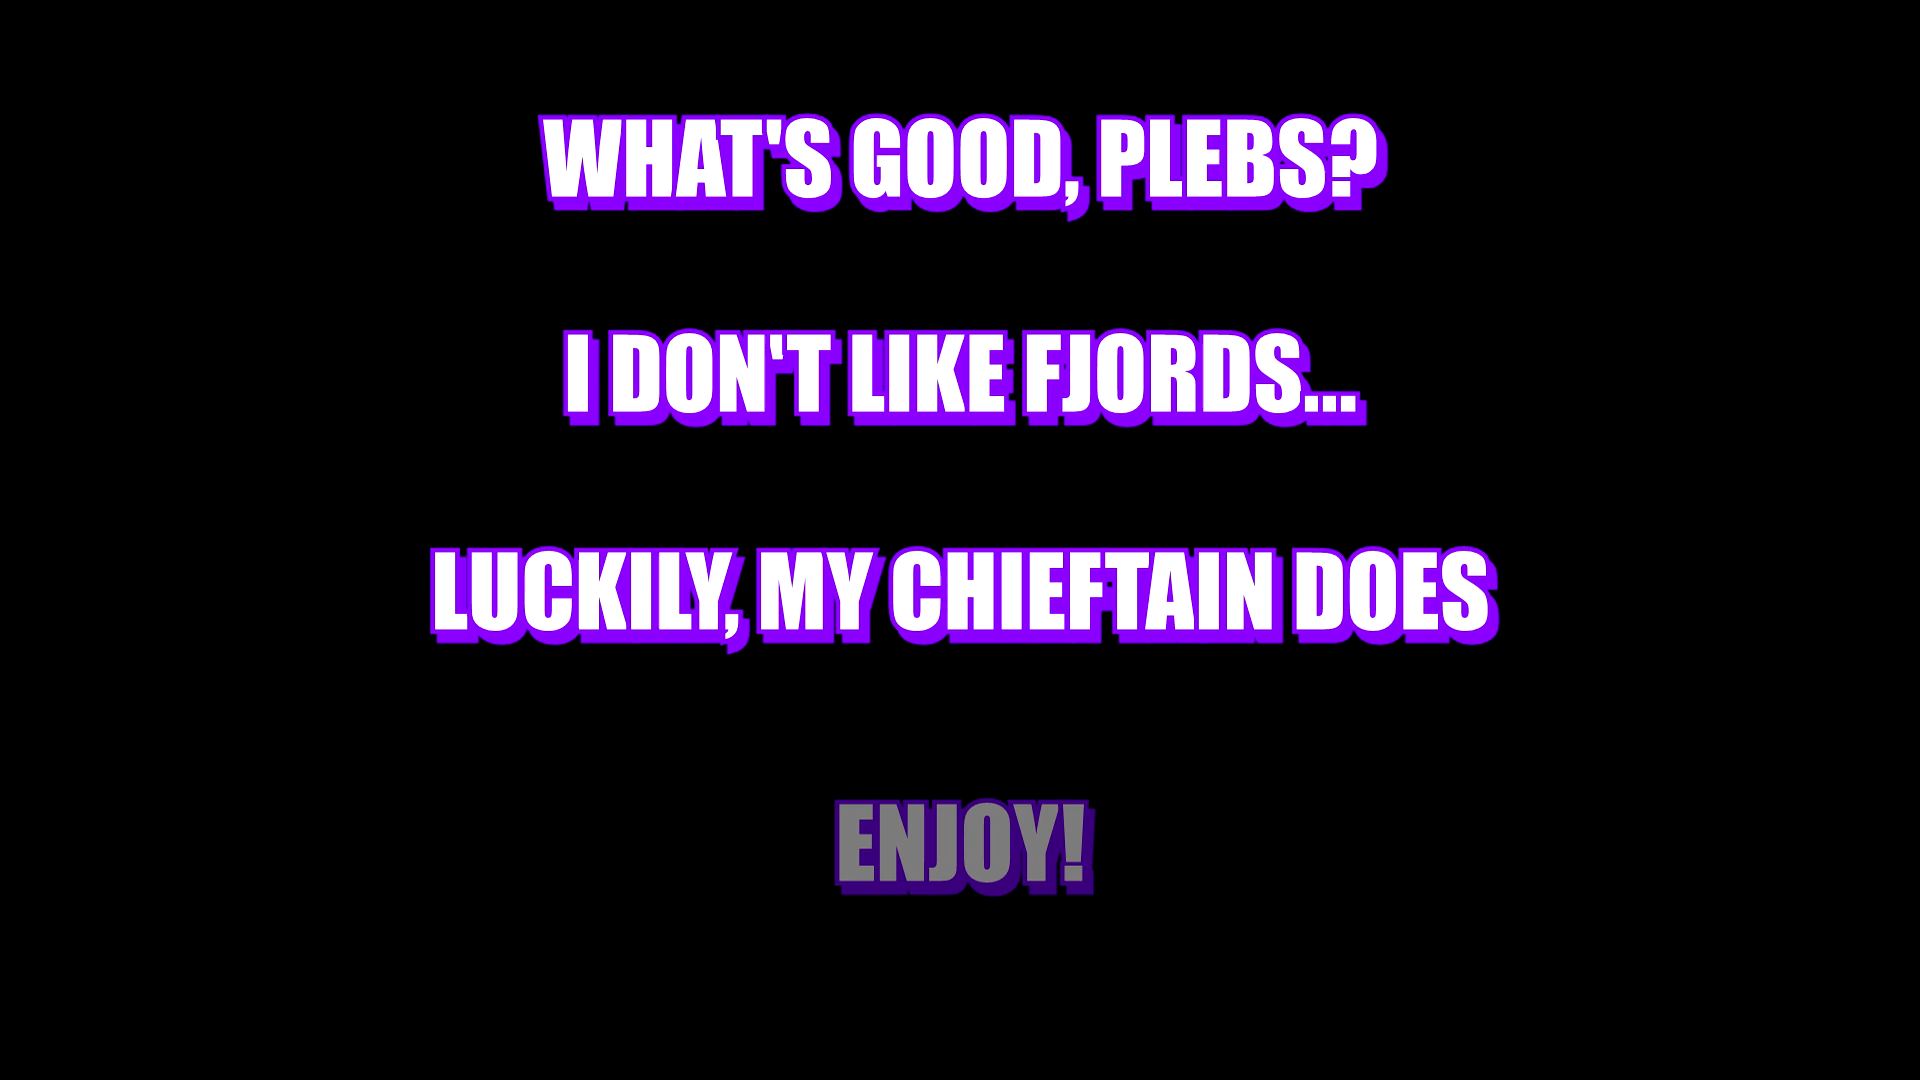 WHAT'S GOOD, PLEBS?
I DON'T LIKE FJORDS...
LUCKILY, MY CHIEFTAIN DOES
ENJOY!